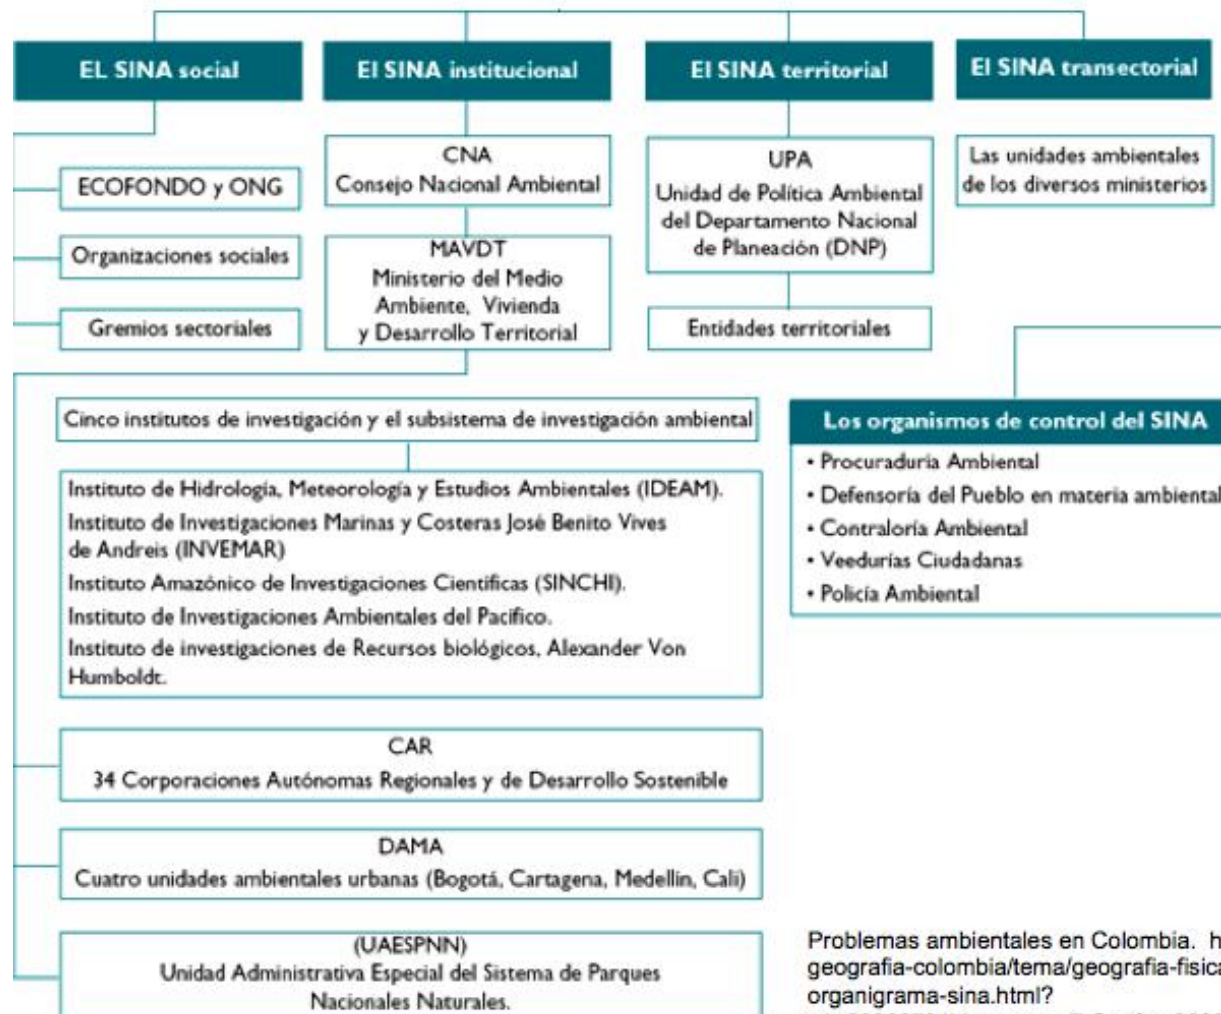 EL SINA social
El SINA institucional
El SINA territorial
El SINA transectorial
ECOFONDO y ONG
Organizaciones sociales
Gremios sectoriales
CNA
Consejo Nacional Ambiental
MAVDT
Ministerio del Medio
Ambiente, Vivienda
y Desarrollo Territorial
UPA
Unidad de Política Ambiental
del Departamento Nacional
de Planeación (DNP)
Entidades territoriales
Las unidades ambientales
de los diversos ministerios
Cinco institutos de investigación y el subsistema de investigación ambiental
Instituto de Hidrología, Meteorología y Estudios Ambientales (IDEAM).
Instituto de Investigaciones Marinas y Costeras José Benito Vives
de Andreis (INVEMAR)
Instituto Amazónico de Investigaciones Científicas (SINCHI).
Instituto de Investigaciones Ambientales del Pacífico.
Instituto de investigaciones de Recursos biológicos, Alexander Von
Humboldt.
Los organismos de control del SINA
• Procuraduría Ambiental
• Defensoría del Pueblo en materia ambiental
• Contraloría Ambiental
• Veedurías Ciudadanas
• Policía Ambiental
CAR
34 Corporaciones Autónomas Regionales y de Desarrollo Sostenible
DAMA
Cuatro unidades ambientales urbanas (Bogotá, Cartagena, Medellín, Cali)
(UAESPNN)
Unidad Administrativa Especial del Sistema de Parques
Nacionales Naturales.
Problemas ambientales en Colombia. h
geografia-colombia/tema/geografia-fisica
organigrama-sina.html?